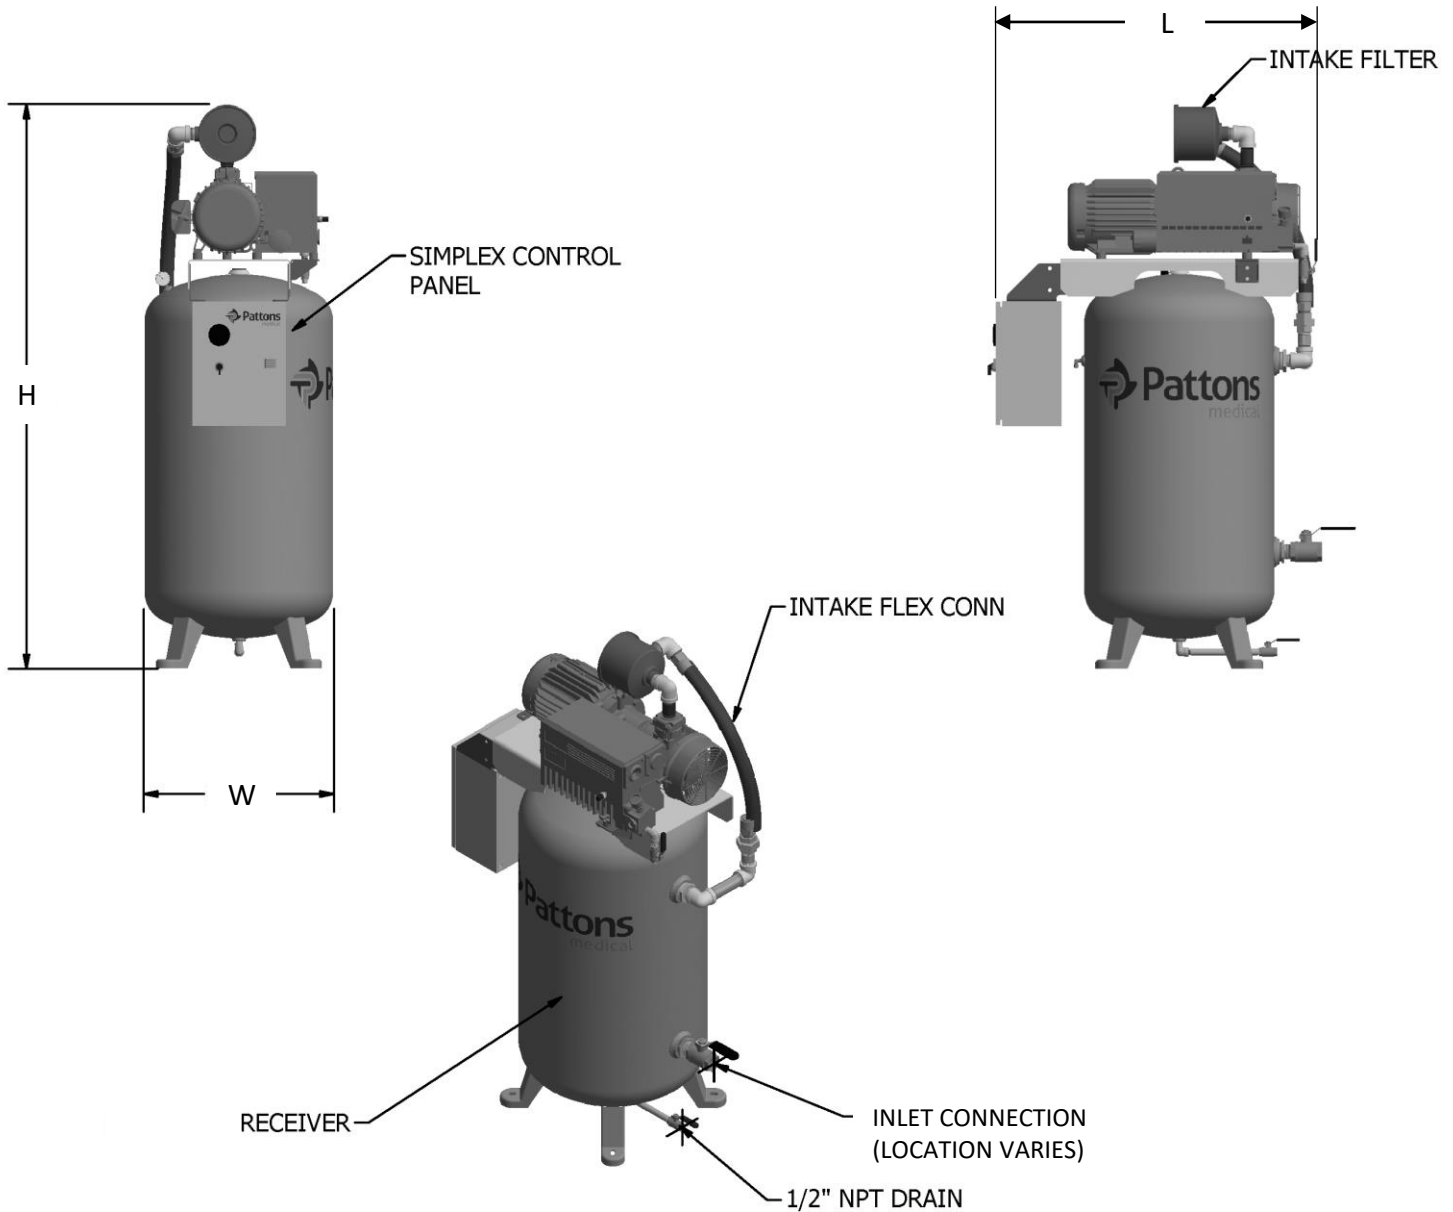 L
INTAKE FILTER
SIMPLEX CONTROL
PANEL
Pattons
medical
H
P
Pattons
medical
INTAKE FLEX CONN
W
Pattons
medical
RECEIVER
INLET CONNECTION
(LOCATION VARIES)
1/2" NPT DRAIN